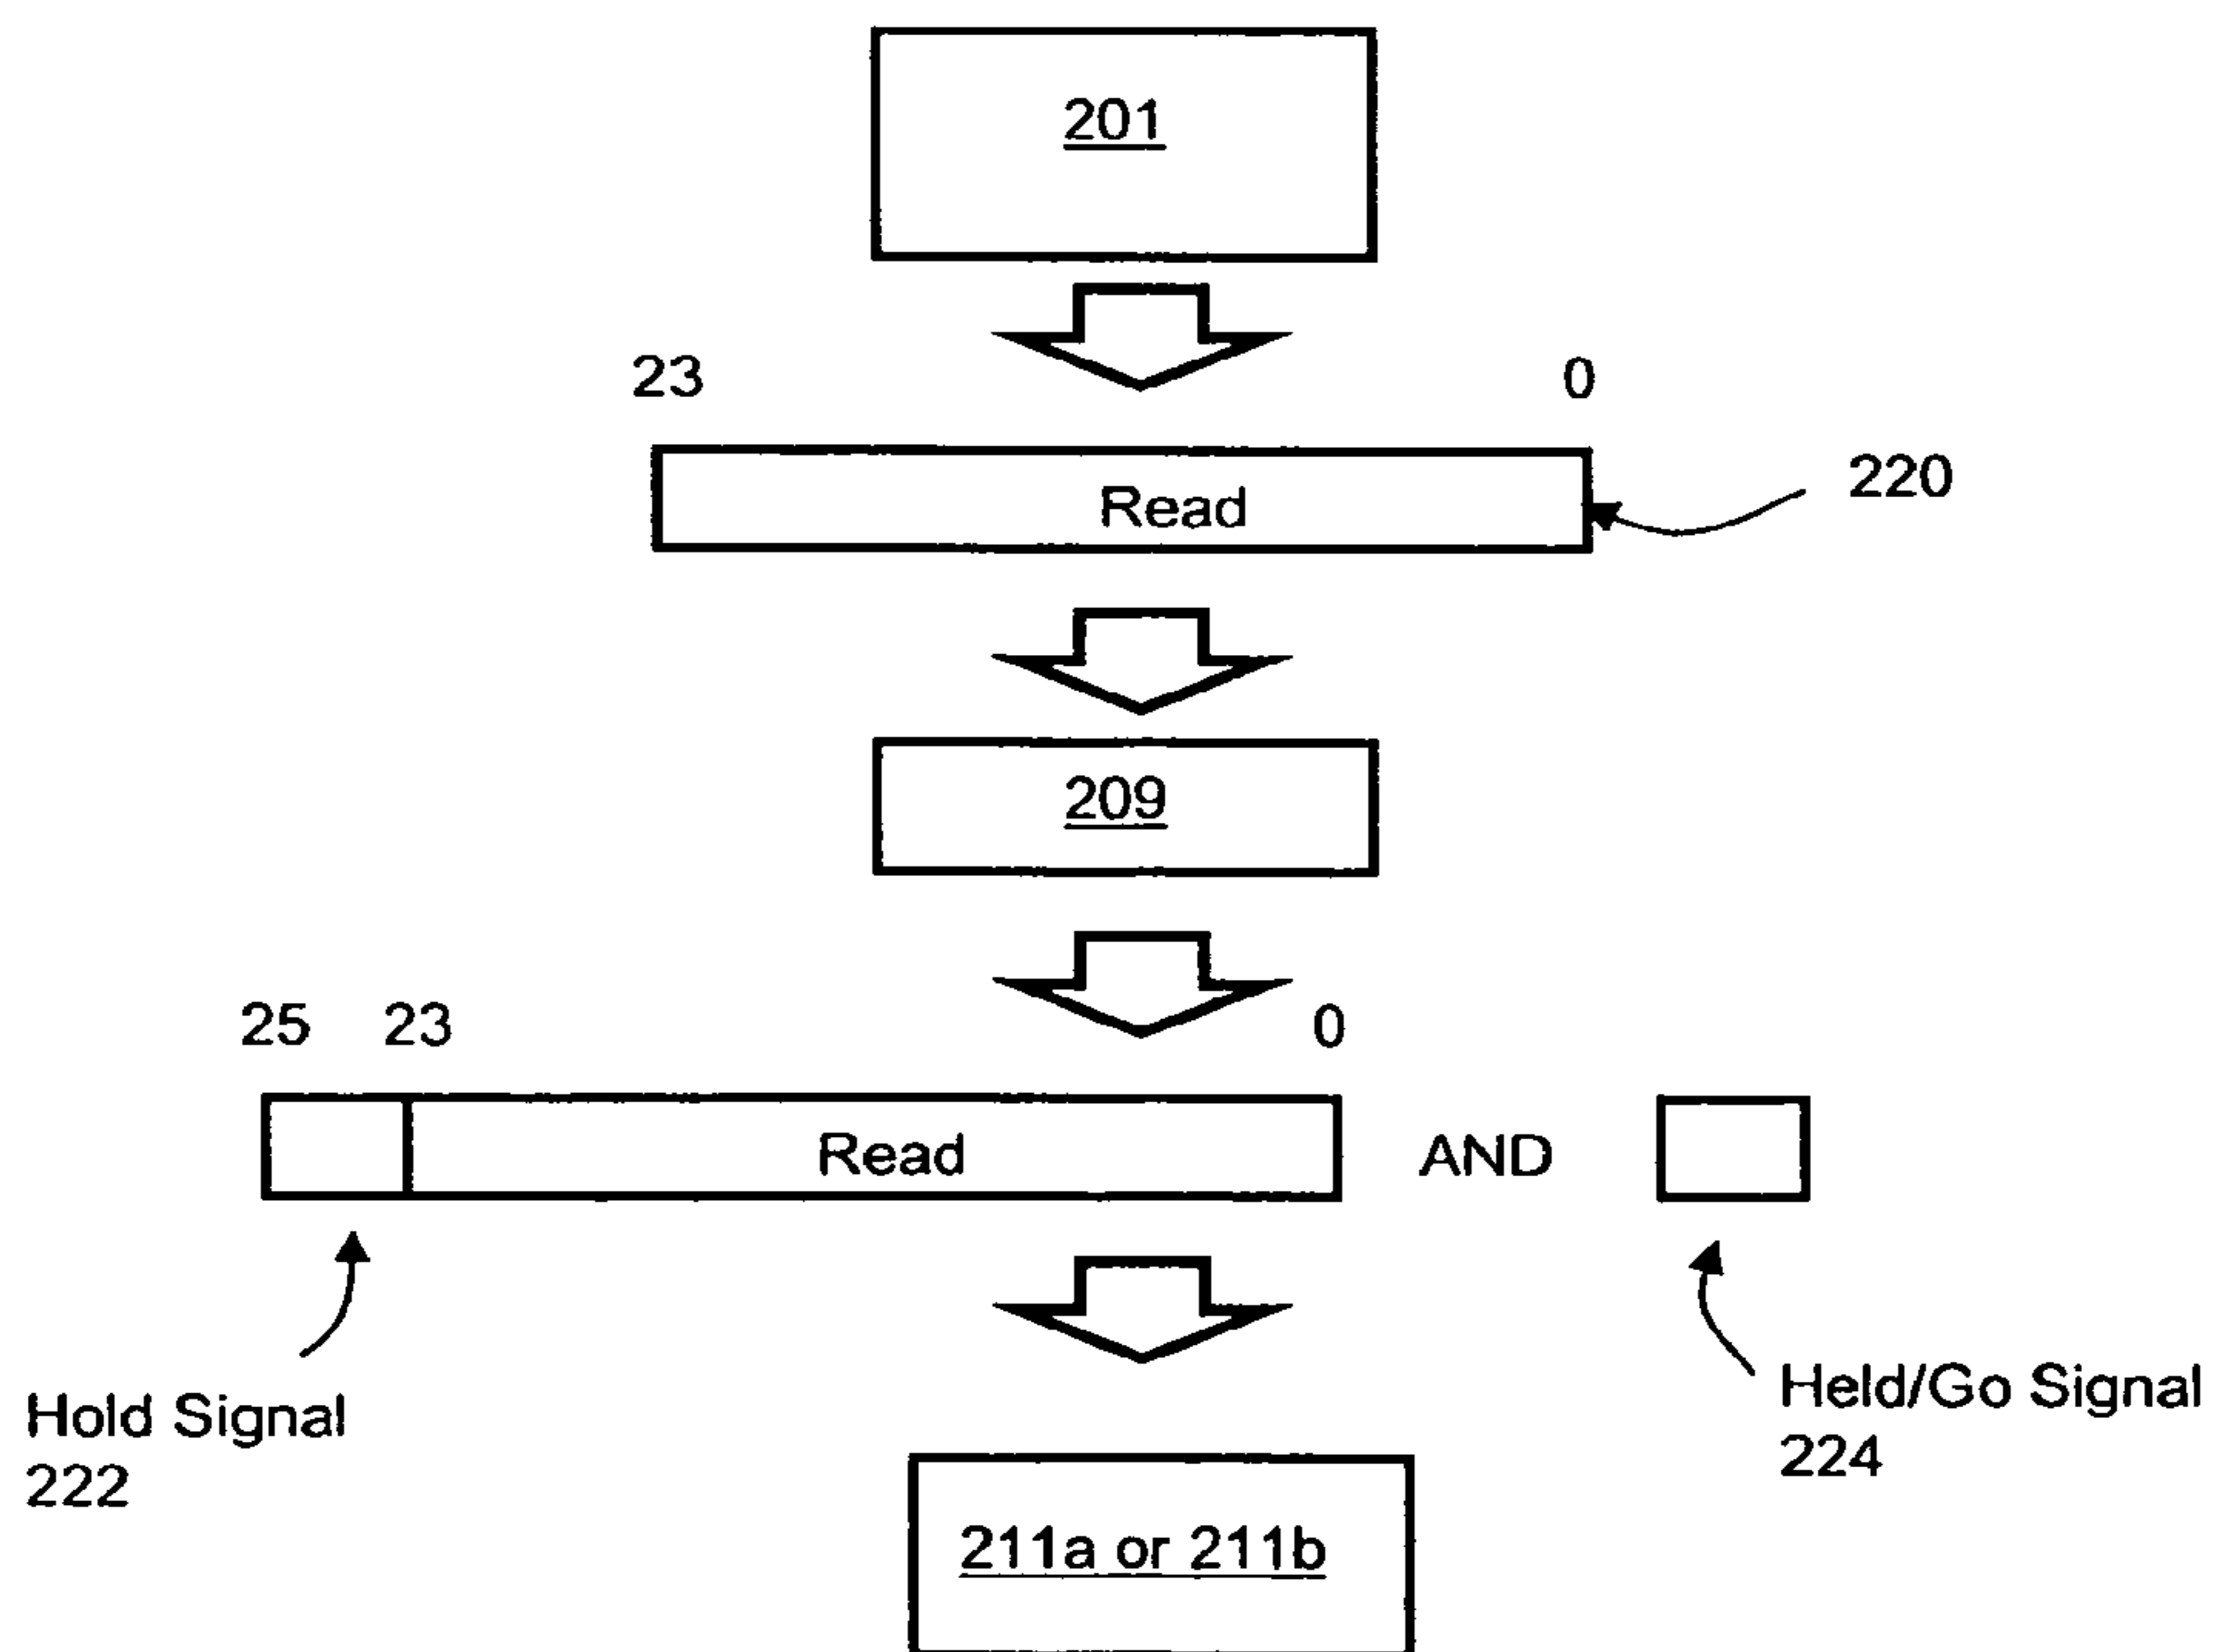 201
23 0
Read
220
209
25 23 0
Read AND
Hold Signal
222
Held/Go Signal
224
211a or 211b